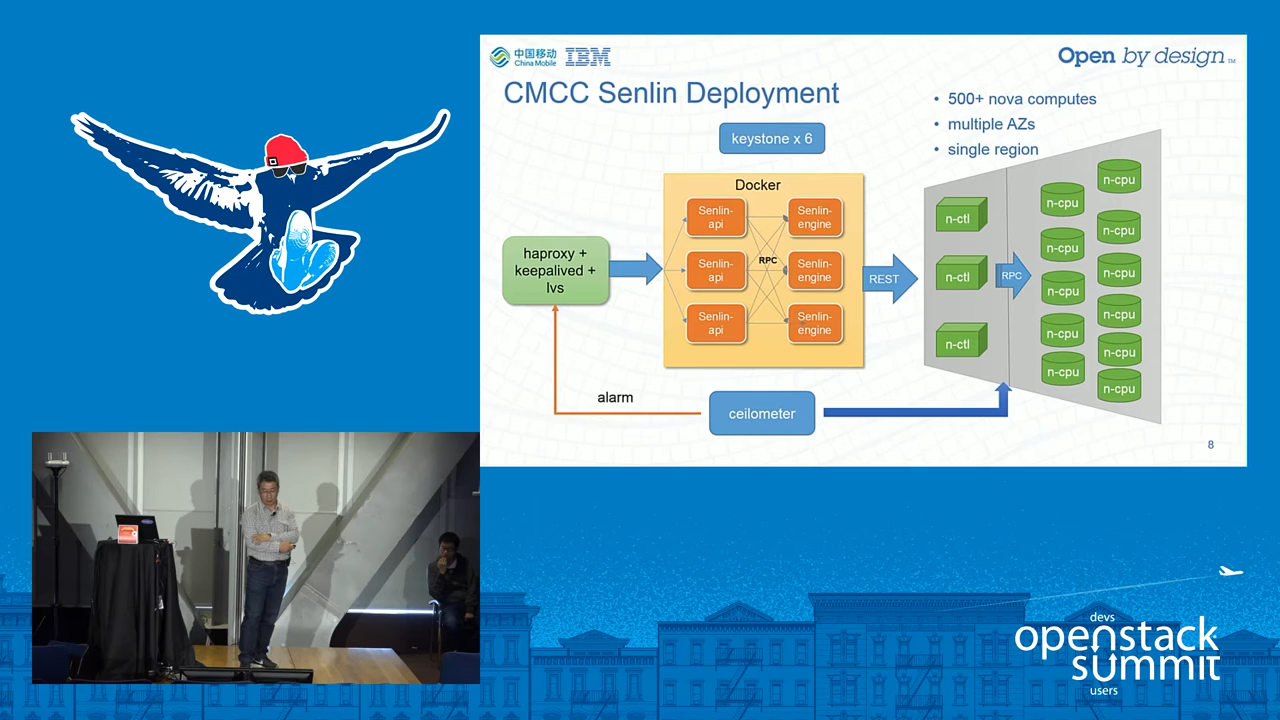 中国移动
China Mobile
IBM
Open by design™
CMCC Senlin Deployment
• 500+ nova computes
• multiple AZs
• single region
keystone x 6
Docker
Senlin-
api
Senlin-
engine
Senlin-
api
Senlin-
engine
Senlin-
api
Senlin-
engine
RPC
haproxy +
keepalived +
lvs
REST
n-ctl
n-ctl
n-ctl
RPC
n-cpu
n-cpu
n-cpu
n-cpu
n-cpu
n-cpu
n-cpu
n-cpu
n-cpu
n-cpu
n-cpu
alarm
ceilometer
8
devs
openstack
summit
users